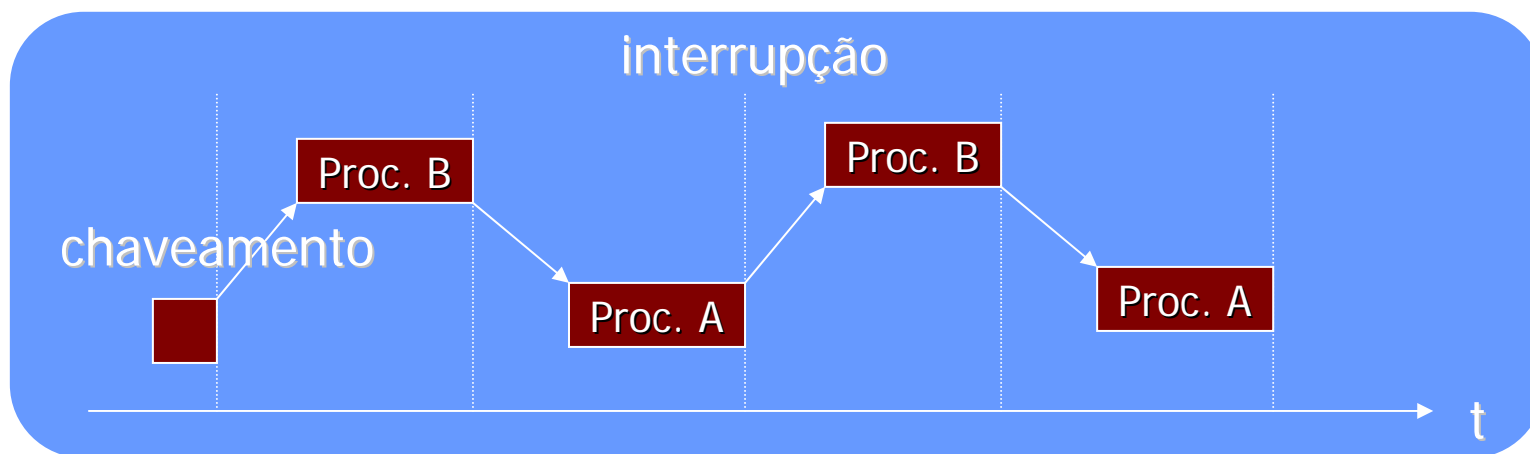 interrupção
Proc. B
Proc. B
chaveamento
Proc. A
Proc. A
t